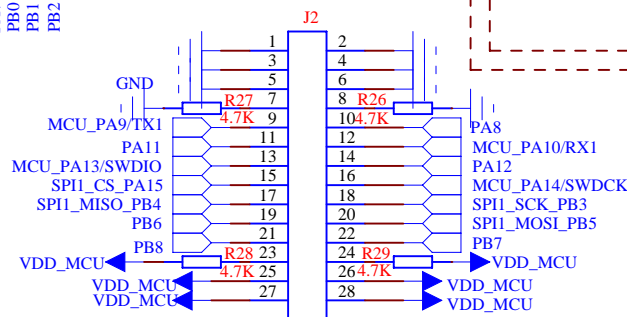 PB0
PB1
PB2
J2
1 2
3 4
5 6
GND 7 R27 4.7K 8 R26 4.7K
MCU_PA9/TX1 9 10 PA8
PA11 11 12 MCU_PA10/RX1
MCU_PA13/SWDIO 13 14 PA12
SPI1_CS_PA15 15 16 MCU_PA14/SWDCK
SPI1_MISO_PB4 17 18 SPI1_SCK_PB3
PB6 19 20 SPI1_MOSI_PB5
PB8 21 22 PB7
VDD_MCU R28 4.7K 23 24 R29 4.7K VDD_MCU
VDD_MCU 25 26 VDD_MCU
VDD_MCU 27 28 VDD_MCU